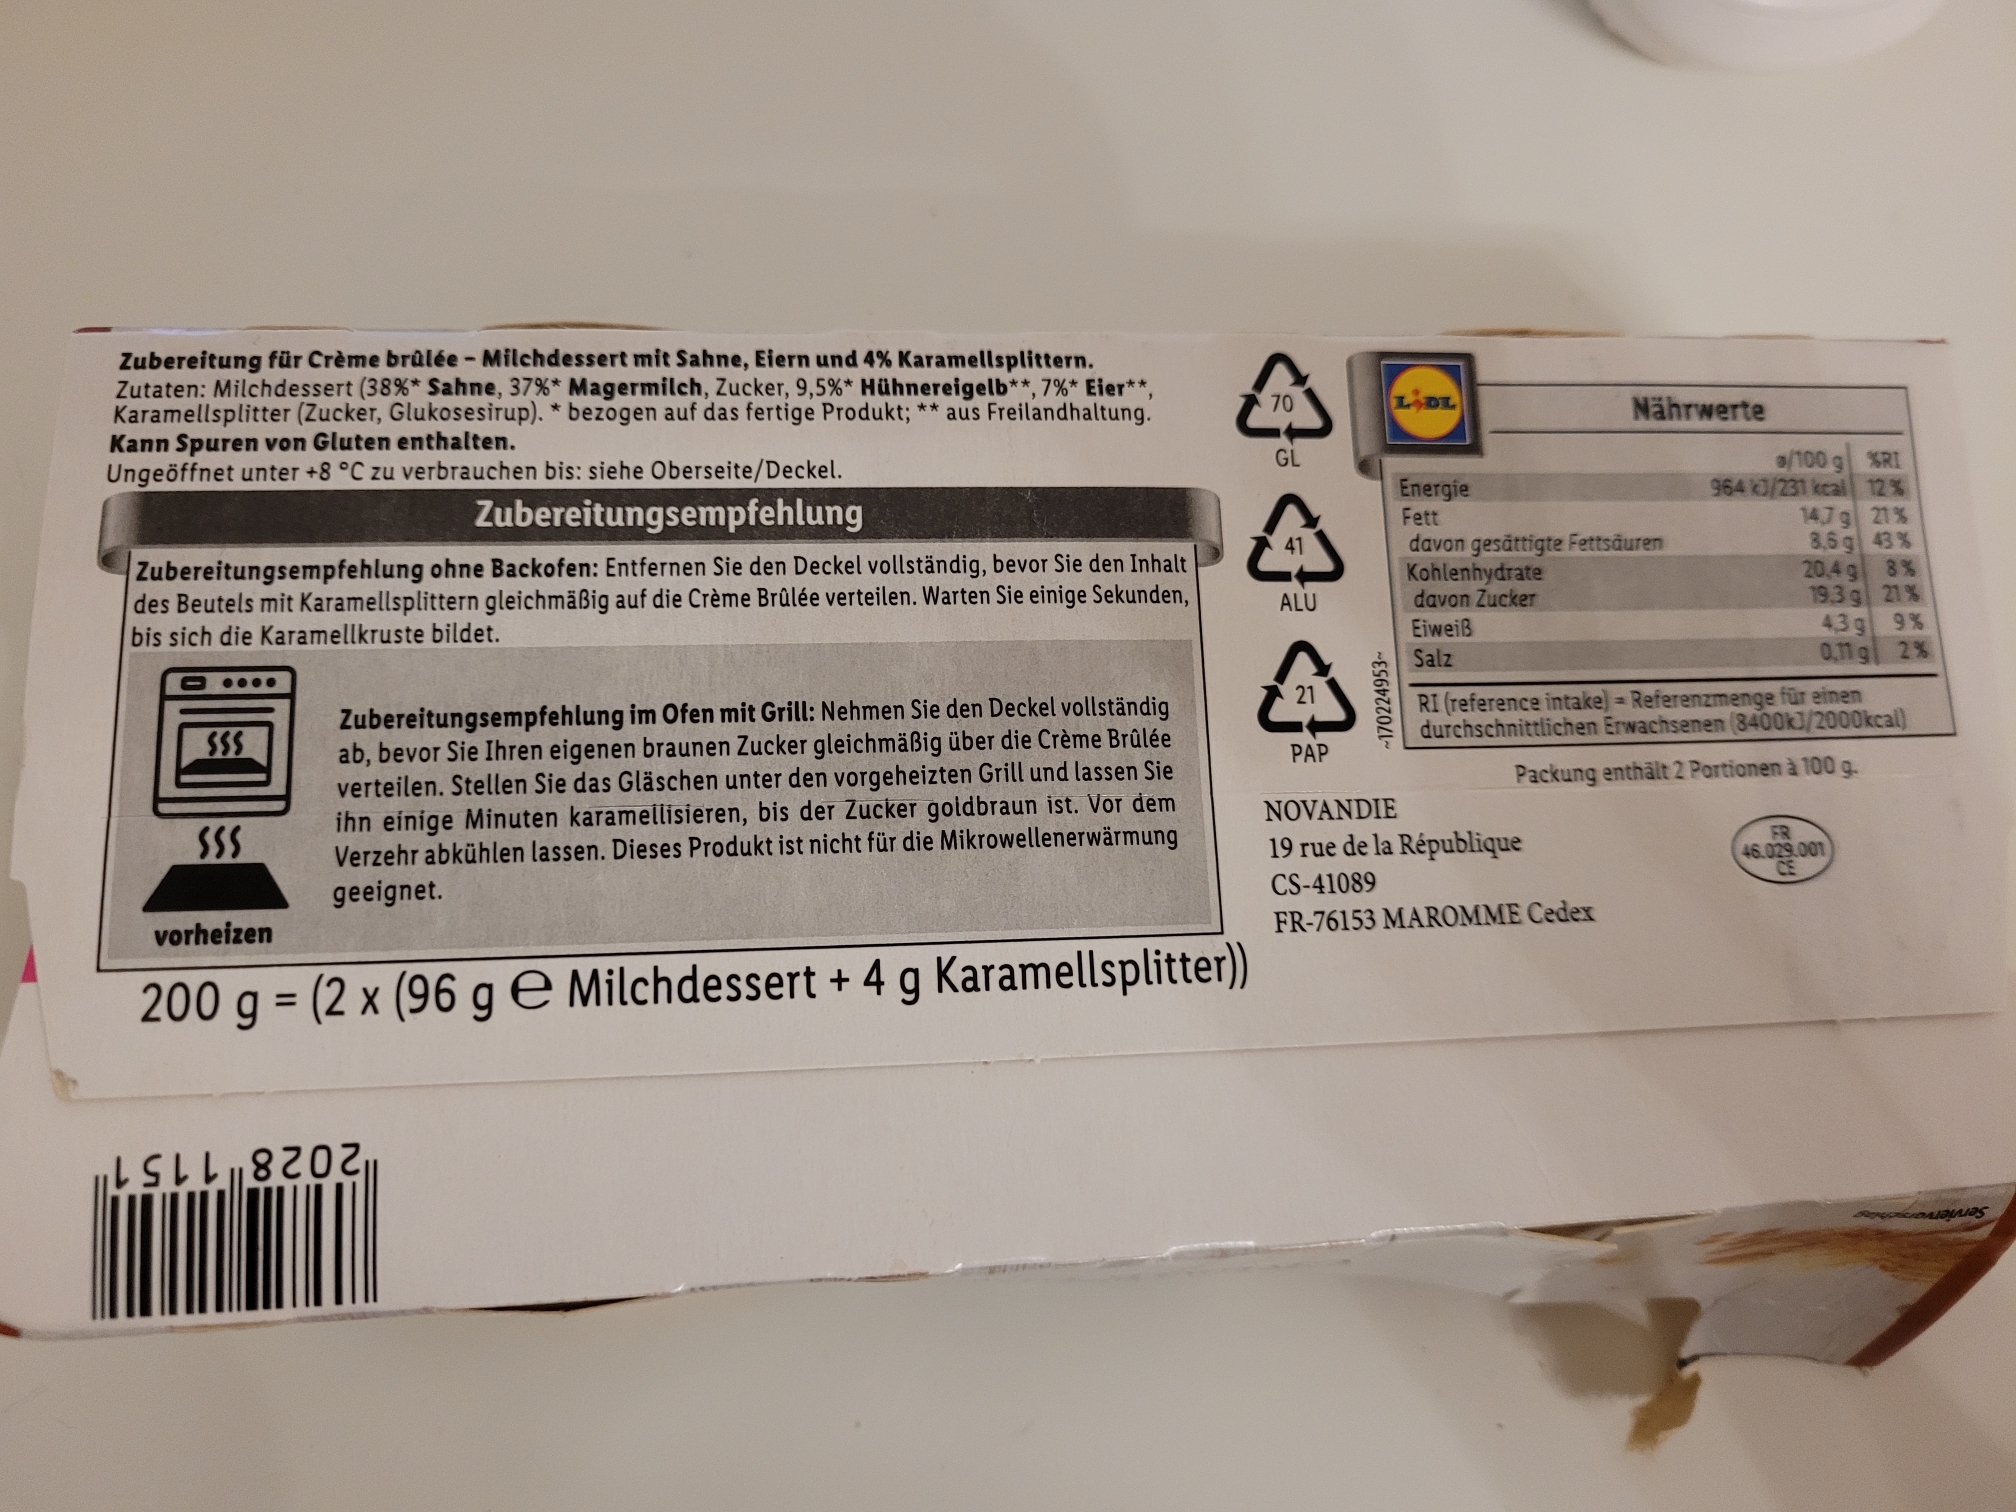 Zubereitung für Crème brûlée – Milchdessert mit Sahne, Eiern und 4% Karamellsplittern.
Zutaten: Milchdessert (38%* Sahne, 37%* Magermilch, Zucker, 9,5%* Hühnereigelb**, 7%* Eier**,
Karamellsplitter (Zucker, Glukosesirup). * bezogen auf das fertige Produkt; ** aus Freilandhaltung.
Kann Spuren von Gluten enthalten.
Ungeöffnet unter +8 °C zu verbrauchen bis: siehe Oberseite/Deckel.
Zubereitungsempfehlung
Zubereitungsempfehlung ohne Backofen: Entfernen Sie den Deckel vollständig, bevor Sie den Inhalt
des Beutels mit Karamellsplittern gleichmäßig auf die Crème Brûlée verteilen. Warten Sie einige Sekunden,
bis sich die Karamellkruste bildet.
Zubereitungsempfehlung im Ofen mit Grill: Nehmen Sie den Deckel vollständig
ab, bevor Sie Ihren eigenen braunen Zucker gleichmäßig über die Crème Brûlée
verteilen. Stellen Sie das Gläschen unter den vorgeheizten Grill und lassen Sie
ihn einige Minuten karamellisieren, bis der Zucker goldbraun ist. Vor dem
Verzehr abkühlen lassen. Dieses Produkt ist nicht für die Mikrowellenerwärmung
geeignet.
vorheizen
200 g = (2 x (96 g ℮ Milchdessert + 4 g Karamellsplitter))
70
GL
41
ALU
21
PAP
~1702224953~
LIDL
Nährwerte
ø/100 g %RI
Energie 964 kJ/231 kcal 12 %
Fett 14,7 g 21 %
davon gesättigte Fettsäuren 8,6 g 43 %
Kohlenhydrate 20,4 g 8 %
davon Zucker 19,3 g 21 %
Eiweiß 4,3 g 9 %
Salz 0,11 g 2 %
RI (reference intake) = Referenzmenge für einen
durchschnittlichen Erwachsenen (8400kJ/2000kcal)
Packung enthält 2 Portionen à 100 g.
NOVANDIE
19 rue de la République
CS-41089
FR-76153 MAROMME Cedex
FR
46.029.001
CE
2028 1151
Serviervorschlag